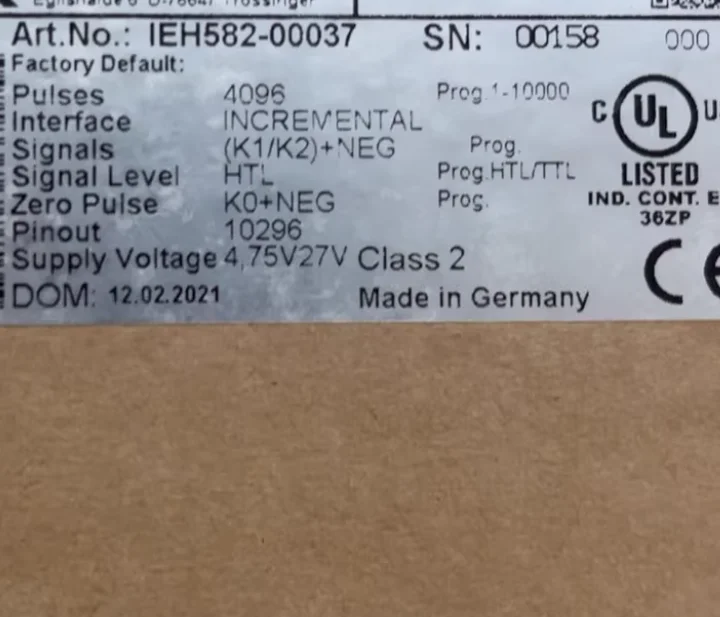 Art.No.: IEH582-00037 SN: 00158 000
Factory Default:
Pulses 4096 Prog.1-10000
Interface INCREMENTAL
Signals (K1/K2)+NEG Prog.
Signal Level HTL Prog.HTL/TTL
Zero Pulse K0+NEG Prog.
Pinout 10296
Supply Voltage 4,75V27V Class 2
DOM: 12.02.2021 Made in Germany
C UL U
LISTED
IND. CONT. E
36ZP
CE